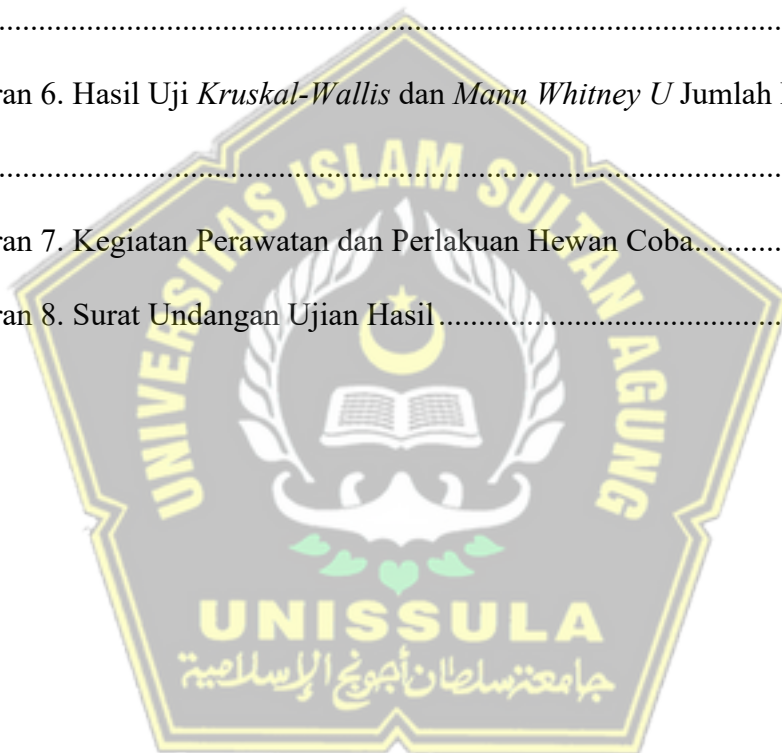 ........................................................................................................
ran 6. Hasil Uji Kruskal-Wallis dan Mann Whitney U Jumlah
........................................................................................................
ran 7. Kegiatan Perawatan dan Perlakuan Hewan Coba............
ran 8. Surat Undangan Ujian Hasil.............................................
UNIVERSITAS ISLAM SULTAN AGUNG
UNISSULA
جامعة سلطان أجونج الإسلامية